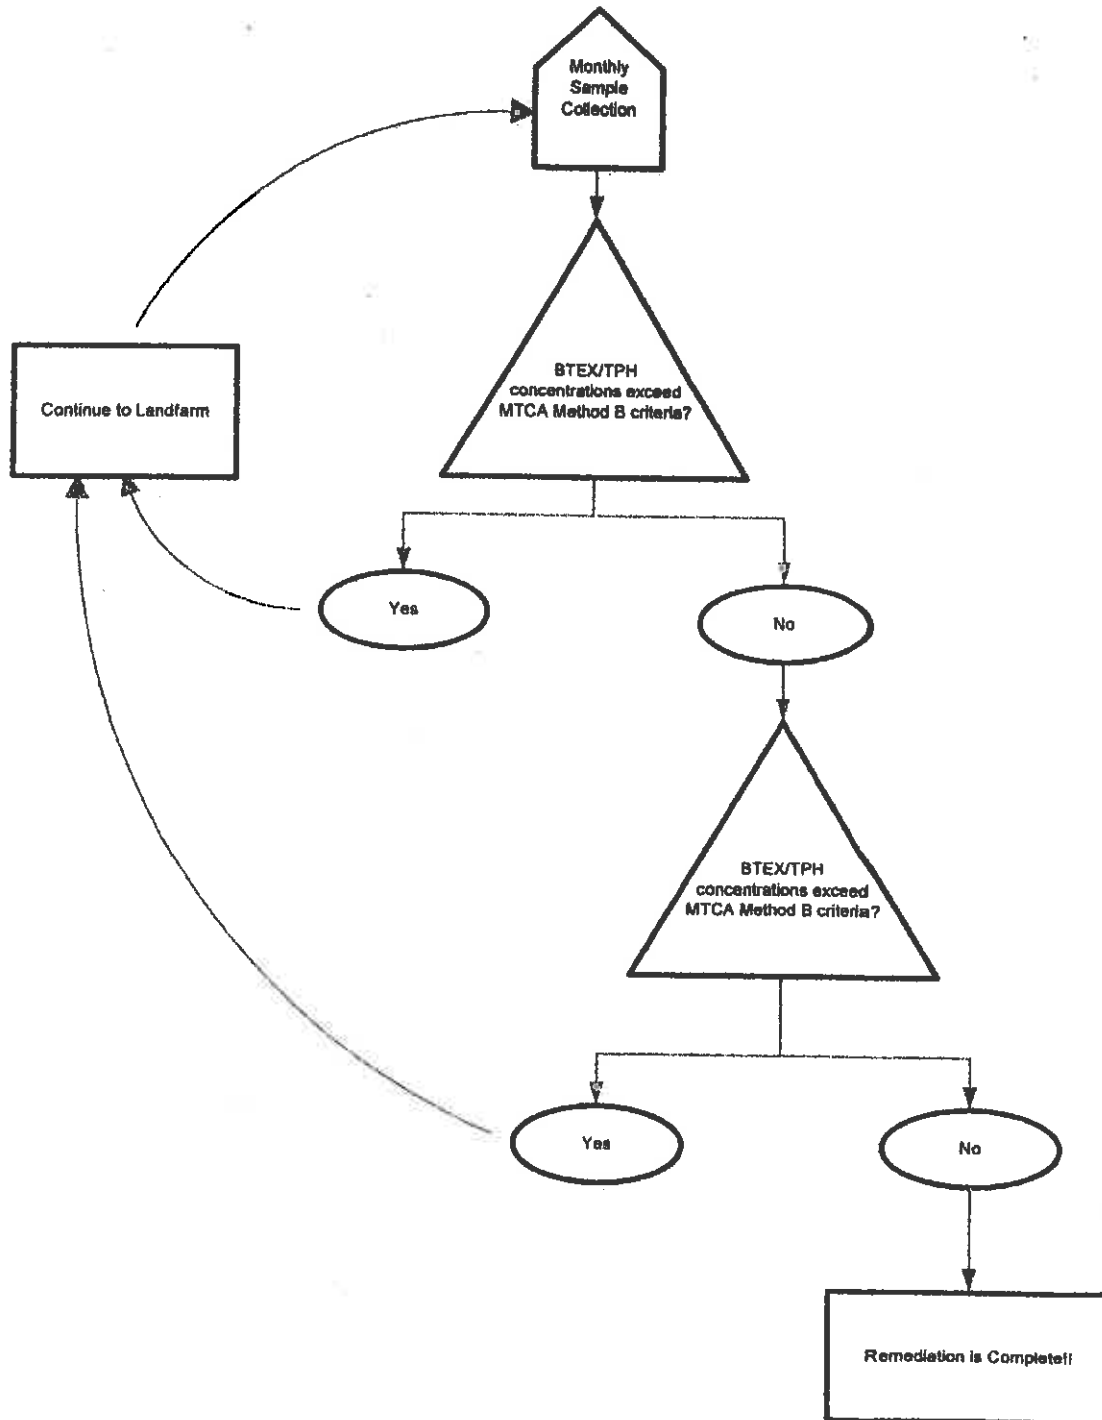 Monthly
Sample
Collection
BTEX/TPH
concentrations exceed
MTCA Method B criteria?
Continue to Landfarm
Yes
No
BTEX/TPH
concentrations exceed
MTCA Method B criteria?
Yes
No
Remediation is Complete!!